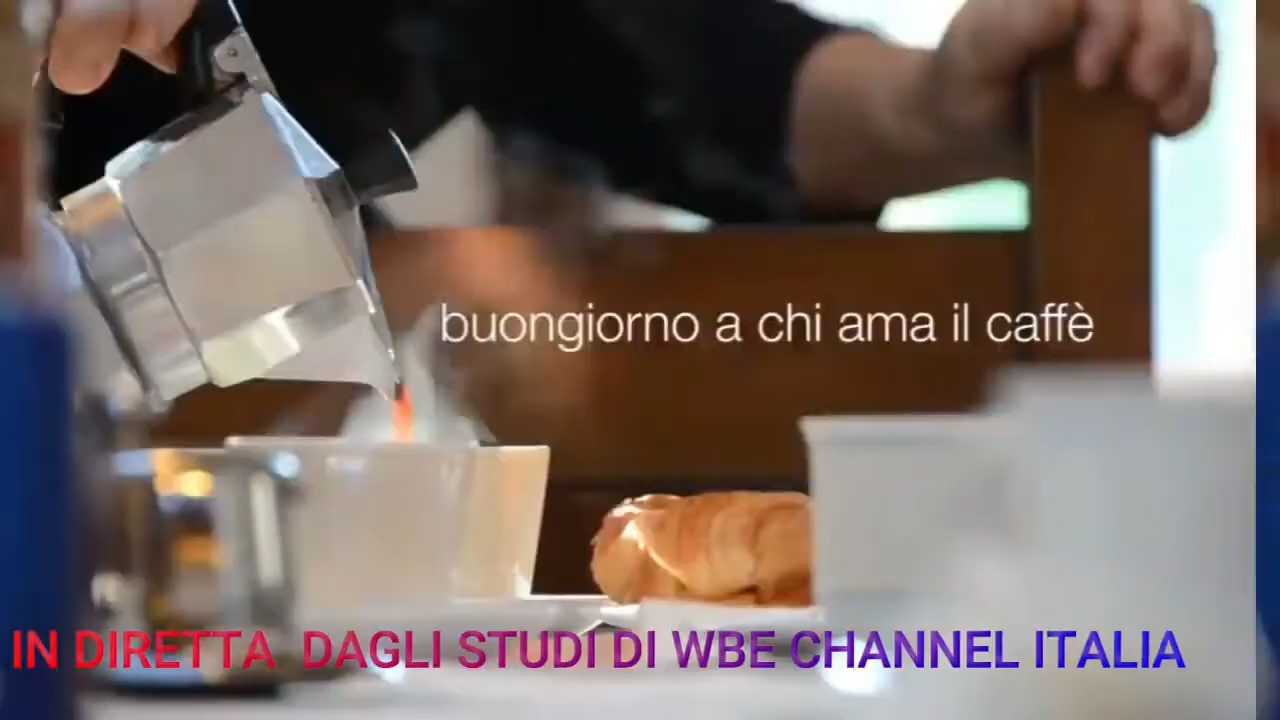 buongiorno a chi ama il caffè
IN DIRETTA DAGLI STUDI DI WBE CHANNEL ITALIA